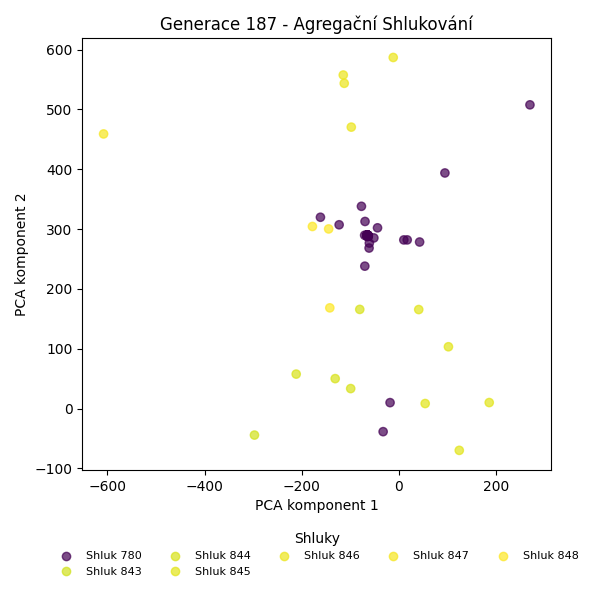 Generace 187 - Agregační Shlukování
600
500
400
300
200
100
0
−100
PCA komponent 2
−600 −400 −200 0 200
PCA komponent 1
Shluky
Shluk 780 Shluk 844 Shluk 846 Shluk 847 Shluk 848
Shluk 843 Shluk 845